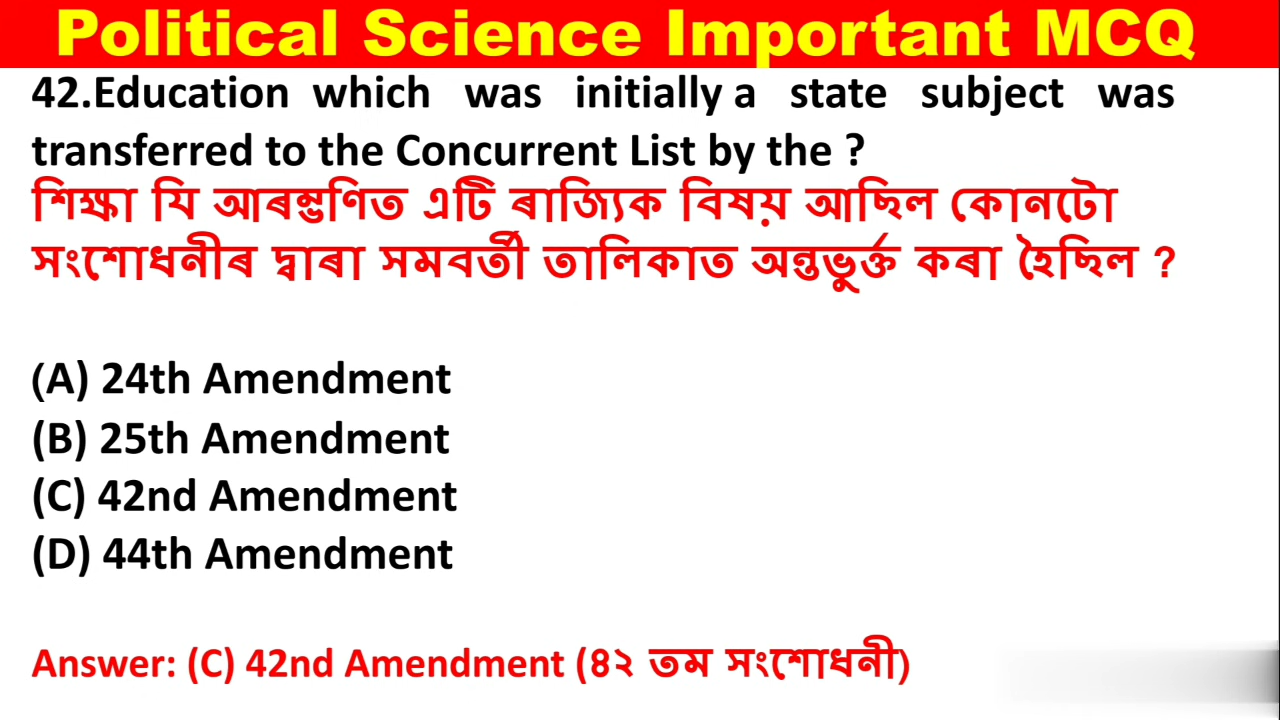 Political Science Important MCQ
42.Education which was initially a state subject was
transferred to the Concurrent List by the ?
শিক্ষা যি আৰম্ভণিত এটি ৰাজ্যিক বিষয় আছিল কোনটো
সংশোধনীৰ দ্বাৰা সমবৰ্তী তালিকাত অন্তৰ্ভুক্ত কৰা হৈছিল ?
(A) 24th Amendment
(B) 25th Amendment
(C) 42nd Amendment
(D) 44th Amendment
Answer: (C) 42nd Amendment (৪২ তম সংশোধনী)